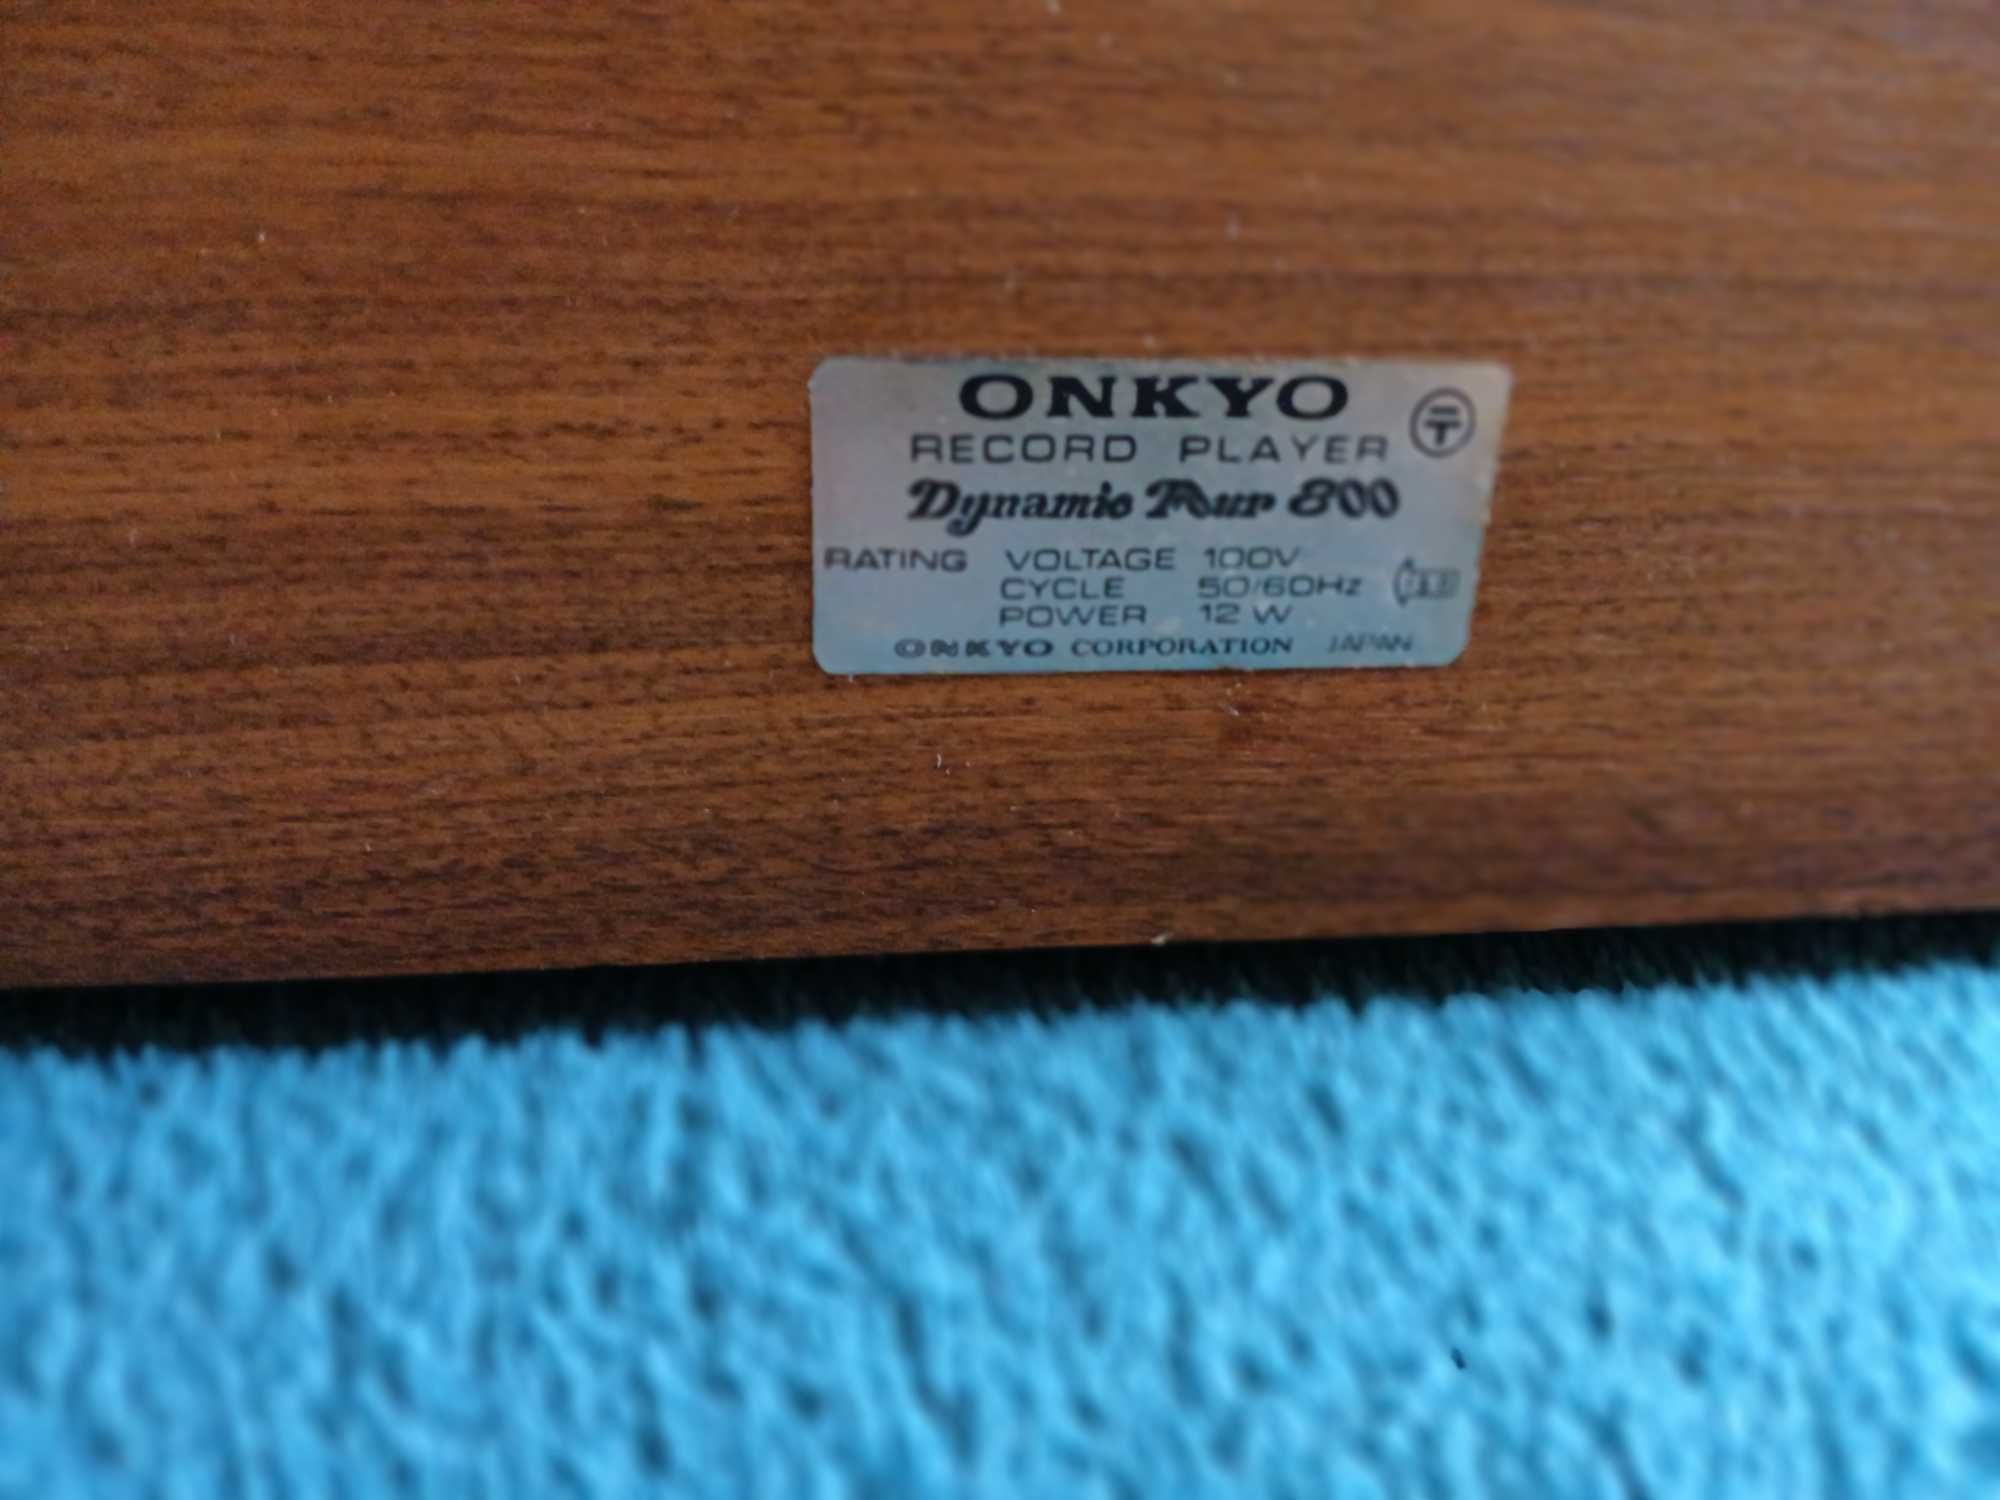 ONKYO
RECORD PLAYER
Dynamic Four 800
RATING VOLTAGE 100V
CYCLE 50/60Hz
POWER 12 W
ONKYO CORPORATION JAPAN